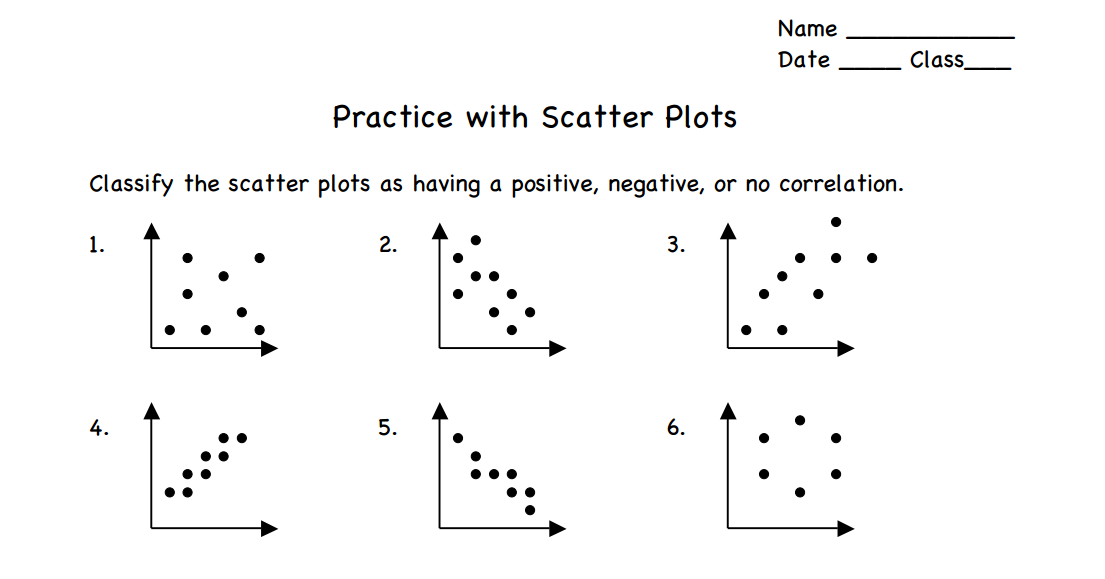 Name ______________
Date _____ Class____
Practice with Scatter Plots
Classify the scatter plots as having a positive, negative, or no correlation.
1. 2. 3.
4. 5. 6.